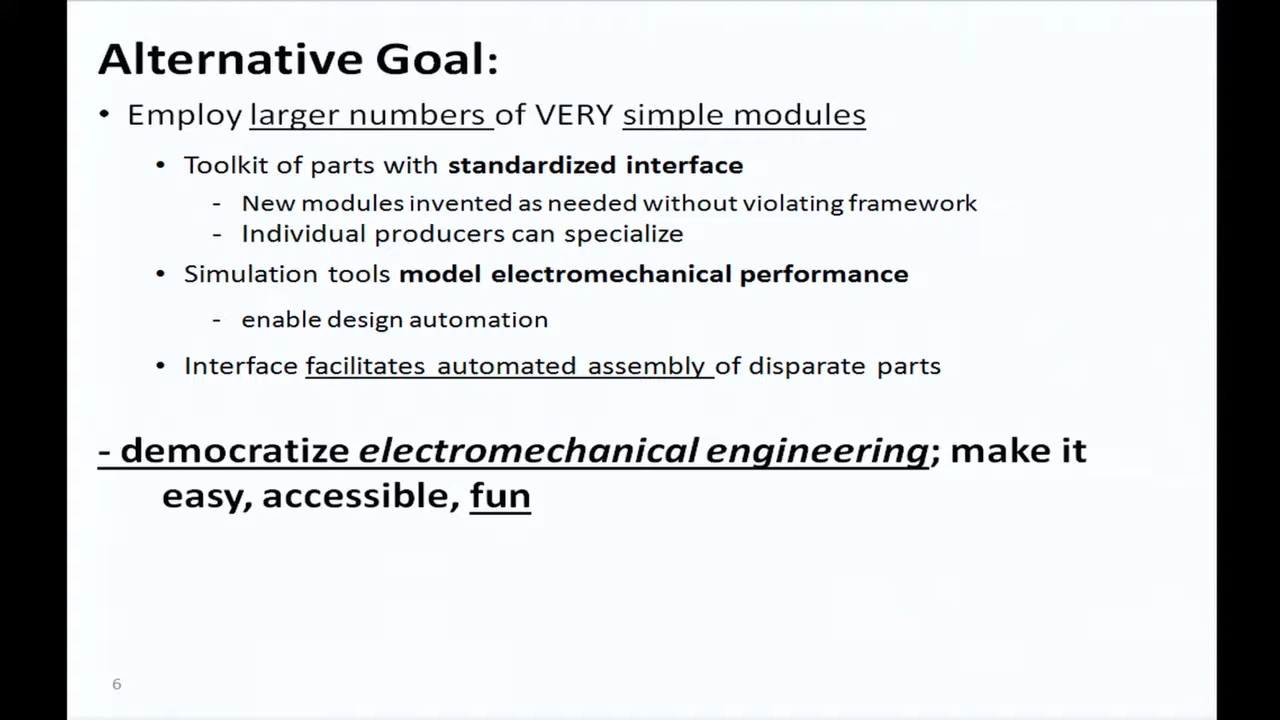 Alternative Goal:
• Employ larger numbers of VERY simple modules
• Toolkit of parts with standardized interface
- New modules invented as needed without violating framework
- Individual producers can specialize
• Simulation tools model electromechanical performance
- enable design automation
• Interface facilitates automated assembly of disparate parts
- democratize electromechanical engineering; make it
easy, accessible, fun
6